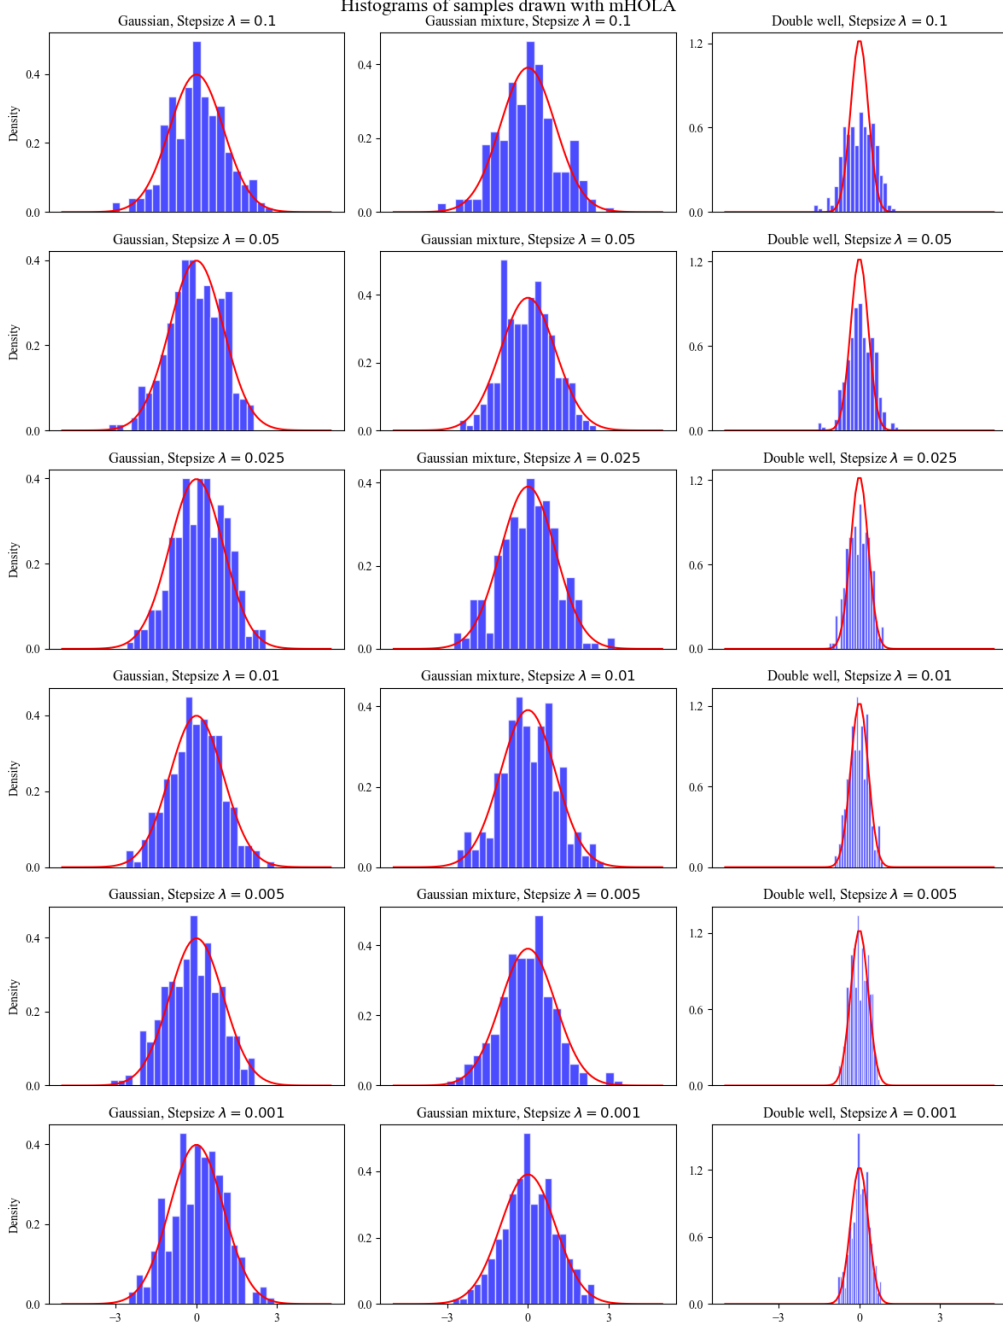 Histograms of samples drawn with mHOLA
Gaussian, Stepsize λ = 0.1
Gaussian mixture, Stepsize λ = 0.1
Double well, Stepsize λ = 0.1
Density
0.4
0.2
0.0
0.4
0.2
0.0
1.2
0.6
0.0
Gaussian, Stepsize λ = 0.05
Gaussian mixture, Stepsize λ = 0.05
Double well, Stepsize λ = 0.05
Density
0.4
0.2
0.0
0.4
0.2
0.0
1.2
0.6
0.0
Gaussian, Stepsize λ = 0.025
Gaussian mixture, Stepsize λ = 0.025
Double well, Stepsize λ = 0.025
Density
0.4
0.2
0.0
0.4
0.2
0.0
1.2
0.6
0.0
Gaussian, Stepsize λ = 0.01
Gaussian mixture, Stepsize λ = 0.01
Double well, Stepsize λ = 0.01
Density
0.4
0.2
0.0
0.4
0.2
0.0
1.2
0.6
0.0
Gaussian, Stepsize λ = 0.005
Gaussian mixture, Stepsize λ = 0.005
Double well, Stepsize λ = 0.005
Density
0.4
0.2
0.0
0.4
0.2
0.0
1.2
0.6
0.0
Gaussian, Stepsize λ = 0.001
Gaussian mixture, Stepsize λ = 0.001
Double well, Stepsize λ = 0.001
Density
0.4
0.2
0.0
0.4
0.2
0.0
1.2
0.6
0.0
−3 0 3
−3 0 3
−3 0 3